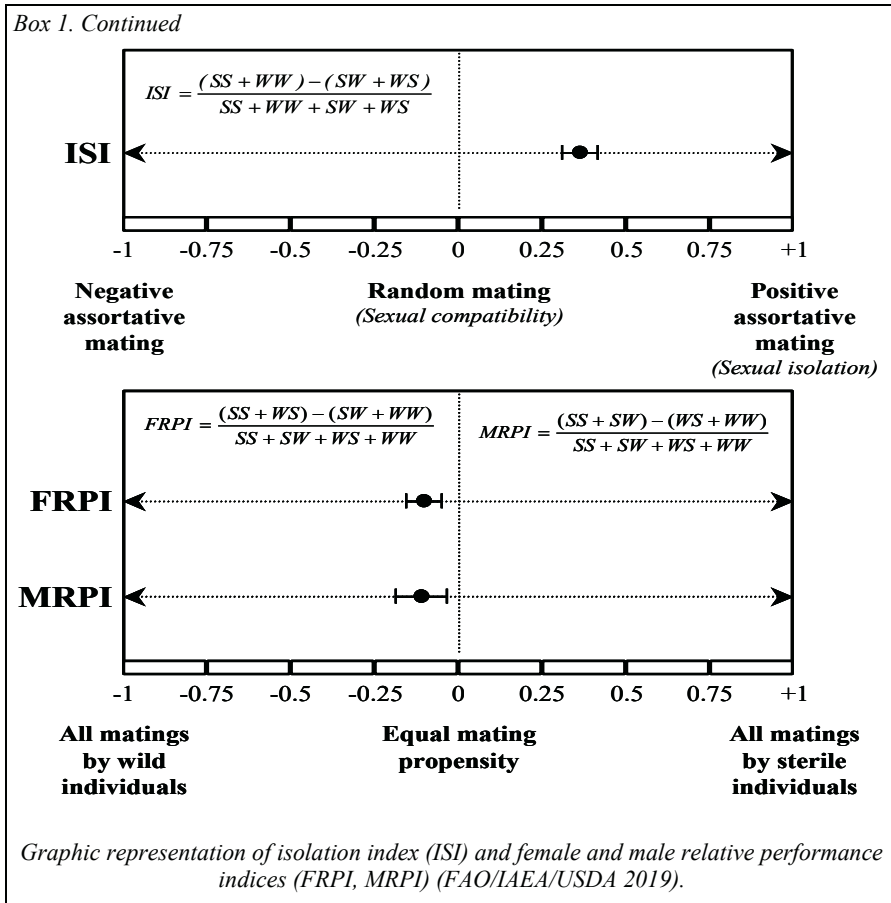 Box 1. Continued
ISI = (SS + WW) − (SW + WS) / SS + WW + SW + WS
ISI
-1 -0.75 -0.5 -0.25 0 0.25 0.5 0.75 +1
Negative assortative mating
Random mating
(Sexual compatibility)
Positive assortative mating
(Sexual isolation)
FRPI = (SS + WS) − (SW + WW) / SS + SW + WS + WW
MRPI = (SS + SW) − (WS + WW) / SS + SW + WS + WW
FRPI
MRPI
-1 -0.75 -0.5 -0.25 0 0.25 0.5 0.75 +1
All matings by wild individuals
Equal mating propensity
All matings by sterile individuals
Graphic representation of isolation index (ISI) and female and male relative performance
indices (FRPI, MRPI) (FAO/IAEA/USDA 2019).